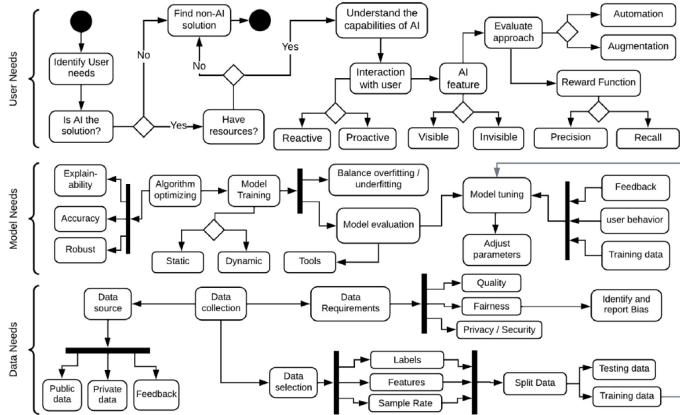 User Needs
Find non-AI
solution
Understand the
capabilities of AI
Automation
Augmentation
Evaluate
approach
Identify User
needs
No
No
Yes
Interaction
with user
AI
feature
Reward Function
Is AI the
solution?
Yes
Have
resources?
Reactive
Proactive
Visible
Invisible
Precision
Recall
Model Needs
Explain-
ability
Accuracy
Robust
Algorithm
optimizing
Model
Training
Static
Dynamic
Balance overfitting /
underfitting
Model evaluation
Tools
Model tuning
Adjust
parameters
Feedback
user behavior
Training data
Data Needs
Data
source
Data
collection
Data
Requirements
Quality
Fairness
Privacy / Security
Identify and
report Bias
Public
data
Private
data
Feedback
Data
selection
Labels
Features
Sample Rate
Split Data
Testing data
Training data